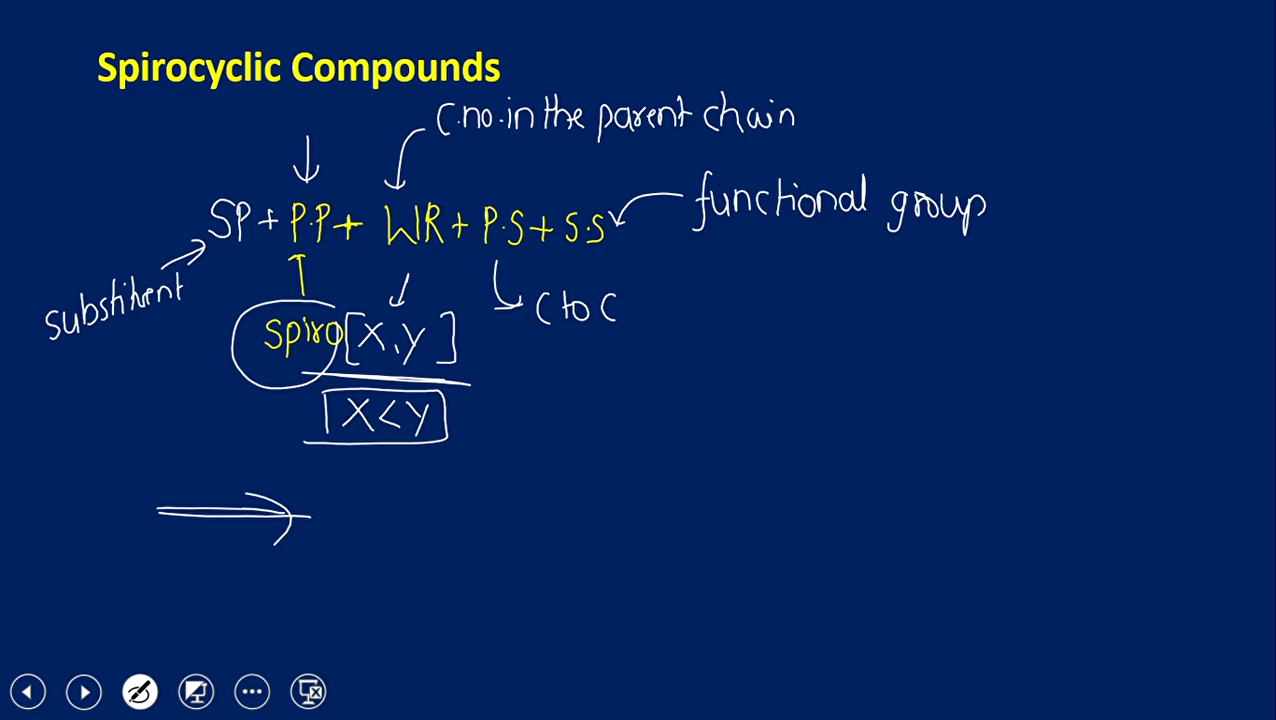 Spirocyclic Compounds
C.no.in the parent chain
SP + P.P + WR + P.S + S.S
functional group
substituent
C to C
spiro [X,y]
X<y